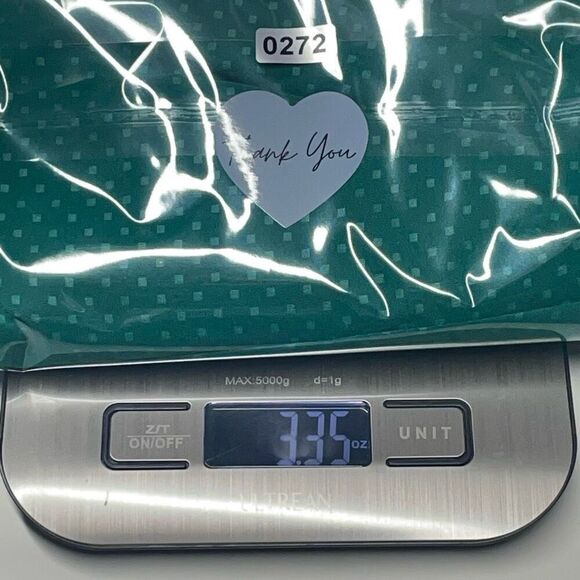 0272
Thank You
MAX:5000g d=1g
Z/T
ON/OFF
3.35 oz
UNIT
ULTREAN